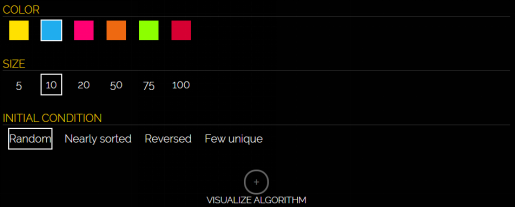 COLOR
SIZE
5 10 20 50 75 100
INITIAL CONDITION
Random Nearly sorted Reversed Few unique
+
VISUALIZE ALGORITHM